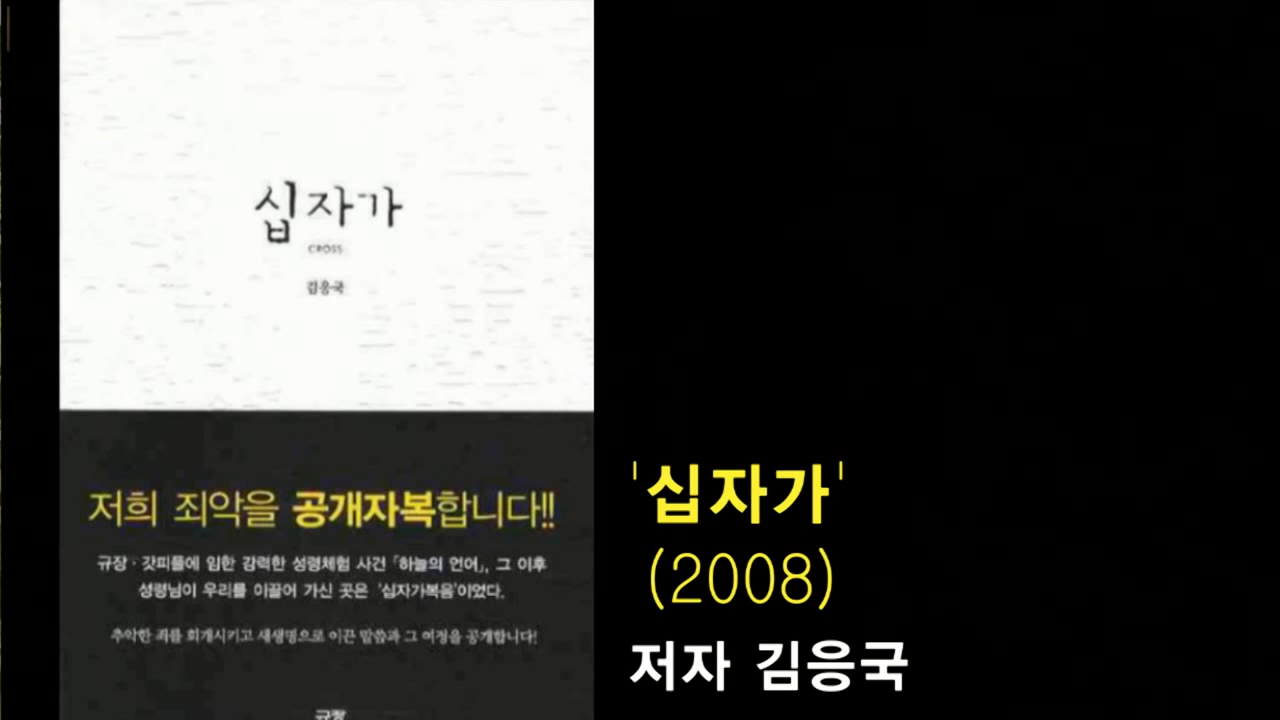 십자가
CROSS
김응국
저희 죄악을 공개자복합니다!!
규장 · 갓피플에 임한 강력한 성령체험 사건 「하늘의 언어」, 그 이후
성령님이 우리를 이끌어 가신 곳은 '십자가복음'이었다.
추악한 죄를 회개시키고 새생명으로 이끈 말씀과 그 여정을 공개합니다!
규장
'십자가'
(2008)
저자 김응국